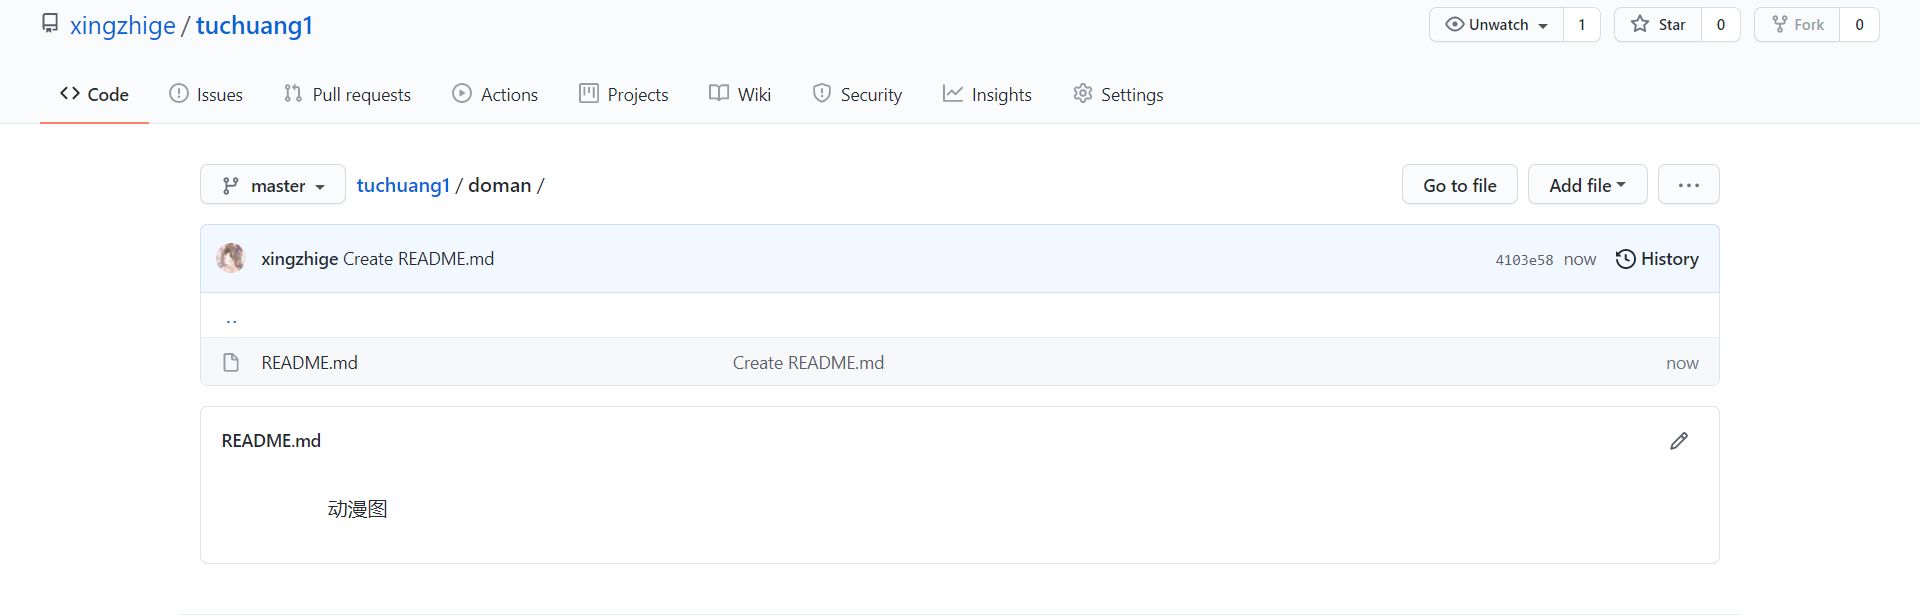 xingzhige / tuchuang1
Unwatch 1 Star 0 Fork 0
Code Issues Pull requests Actions Projects Wiki Security Insights Settings
master tuchuang1 / doman / Go to file Add file ...
xingzhige Create README.md 4103e58 now History
..
README.md Create README.md now
README.md
动漫图